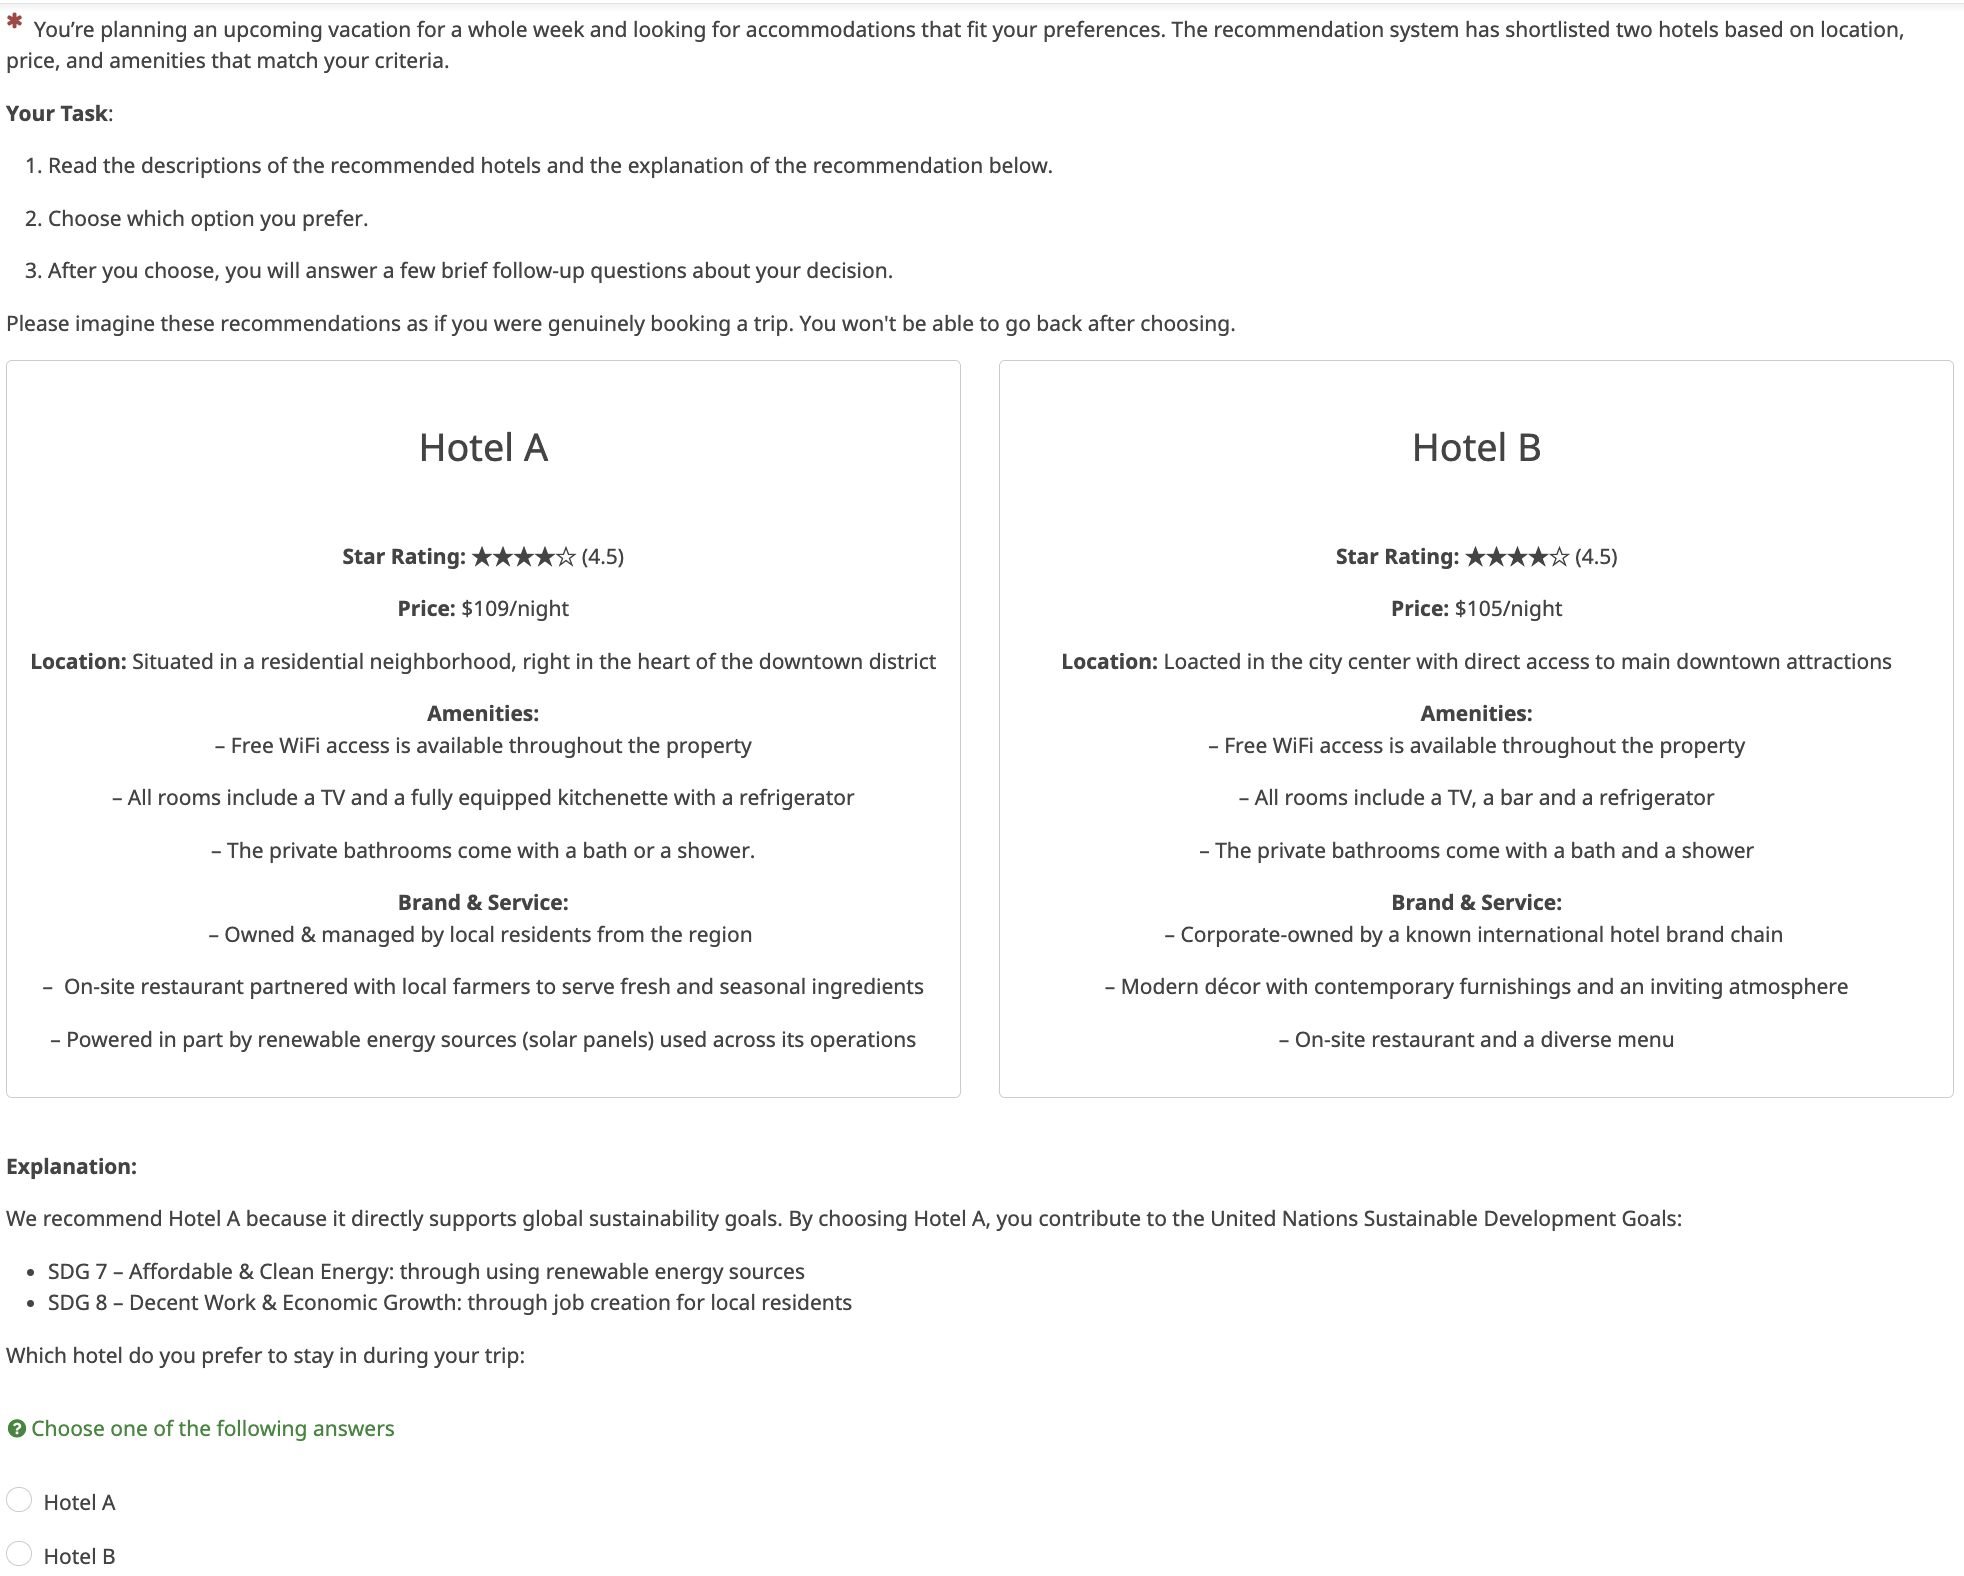 * You’re planning an upcoming vacation for a whole week and looking for accommodations that fit your preferences. The recommendation system has shortlisted two hotels based on location,
price, and amenities that match your criteria.
Your Task:
1. Read the descriptions of the recommended hotels and the explanation of the recommendation below.
2. Choose which option you prefer.
3. After you choose, you will answer a few brief follow-up questions about your decision.
Please imagine these recommendations as if you were genuinely booking a trip. You won't be able to go back after choosing.
Hotel A
Star Rating: ★★★★☆ (4.5)
Price: $109/night
Location: Situated in a residential neighborhood, right in the heart of the downtown district
Amenities:
– Free WiFi access is available throughout the property
– All rooms include a TV and a fully equipped kitchenette with a refrigerator
– The private bathrooms come with a bath or a shower.
Brand & Service:
– Owned & managed by local residents from the region
– On-site restaurant partnered with local farmers to serve fresh and seasonal ingredients
– Powered in part by renewable energy sources (solar panels) used across its operations
Hotel B
Star Rating: ★★★★☆ (4.5)
Price: $105/night
Location: Loacted in the city center with direct access to main downtown attractions
Amenities:
– Free WiFi access is available throughout the property
– All rooms include a TV, a bar and a refrigerator
– The private bathrooms come with a bath and a shower
Brand & Service:
– Corporate-owned by a known international hotel brand chain
– Modern décor with contemporary furnishings and an inviting atmosphere
– On-site restaurant and a diverse menu
Explanation:
We recommend Hotel A because it directly supports global sustainability goals. By choosing Hotel A, you contribute to the United Nations Sustainable Development Goals:
• SDG 7 – Affordable & Clean Energy: through using renewable energy sources
• SDG 8 – Decent Work & Economic Growth: through job creation for local residents
Which hotel do you prefer to stay in during your trip:
? Choose one of the following answers
Hotel A
Hotel B